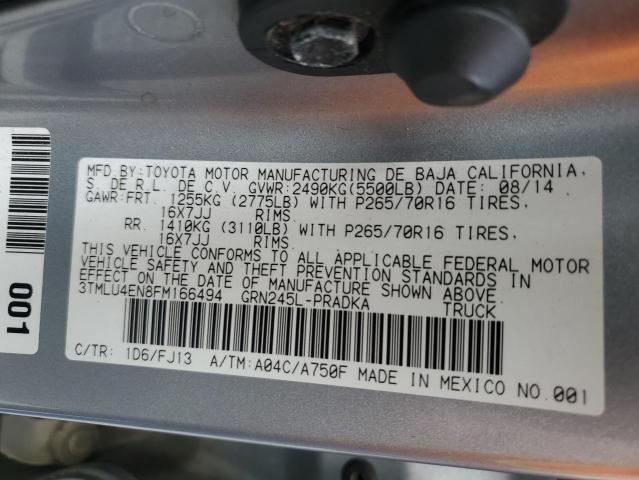 MFD.BY:TOYOTA MOTOR MANUFACTURING DE BAJA CALIFORNIA,
S. DE R.L. DE C.V. GVWR:2490KG(5500LB) DATE: 08/14
GAWR:FRT. 1255KG (2775LB) WITH P265/70R16 TIRES,
16X7JJ RIMS.
RR. 1410KG (3110LB) WITH P265/70R16 TIRES,
16X7JJ RIMS.
THIS VEHICLE CONFORMS TO ALL APPLICABLE FEDERAL MOTOR
VEHICLE SAFETY AND THEFT PREVENTION STANDARDS IN
EFFECT ON THE DATE OF MANUFACTURE SHOWN ABOVE.
3TMLU4EN8FM166494 GRN245L-PRADKA TRUCK
C/TR: 1D6/FJ13 A/TM:A04C/A750F MADE IN MEXICO NO.001
001